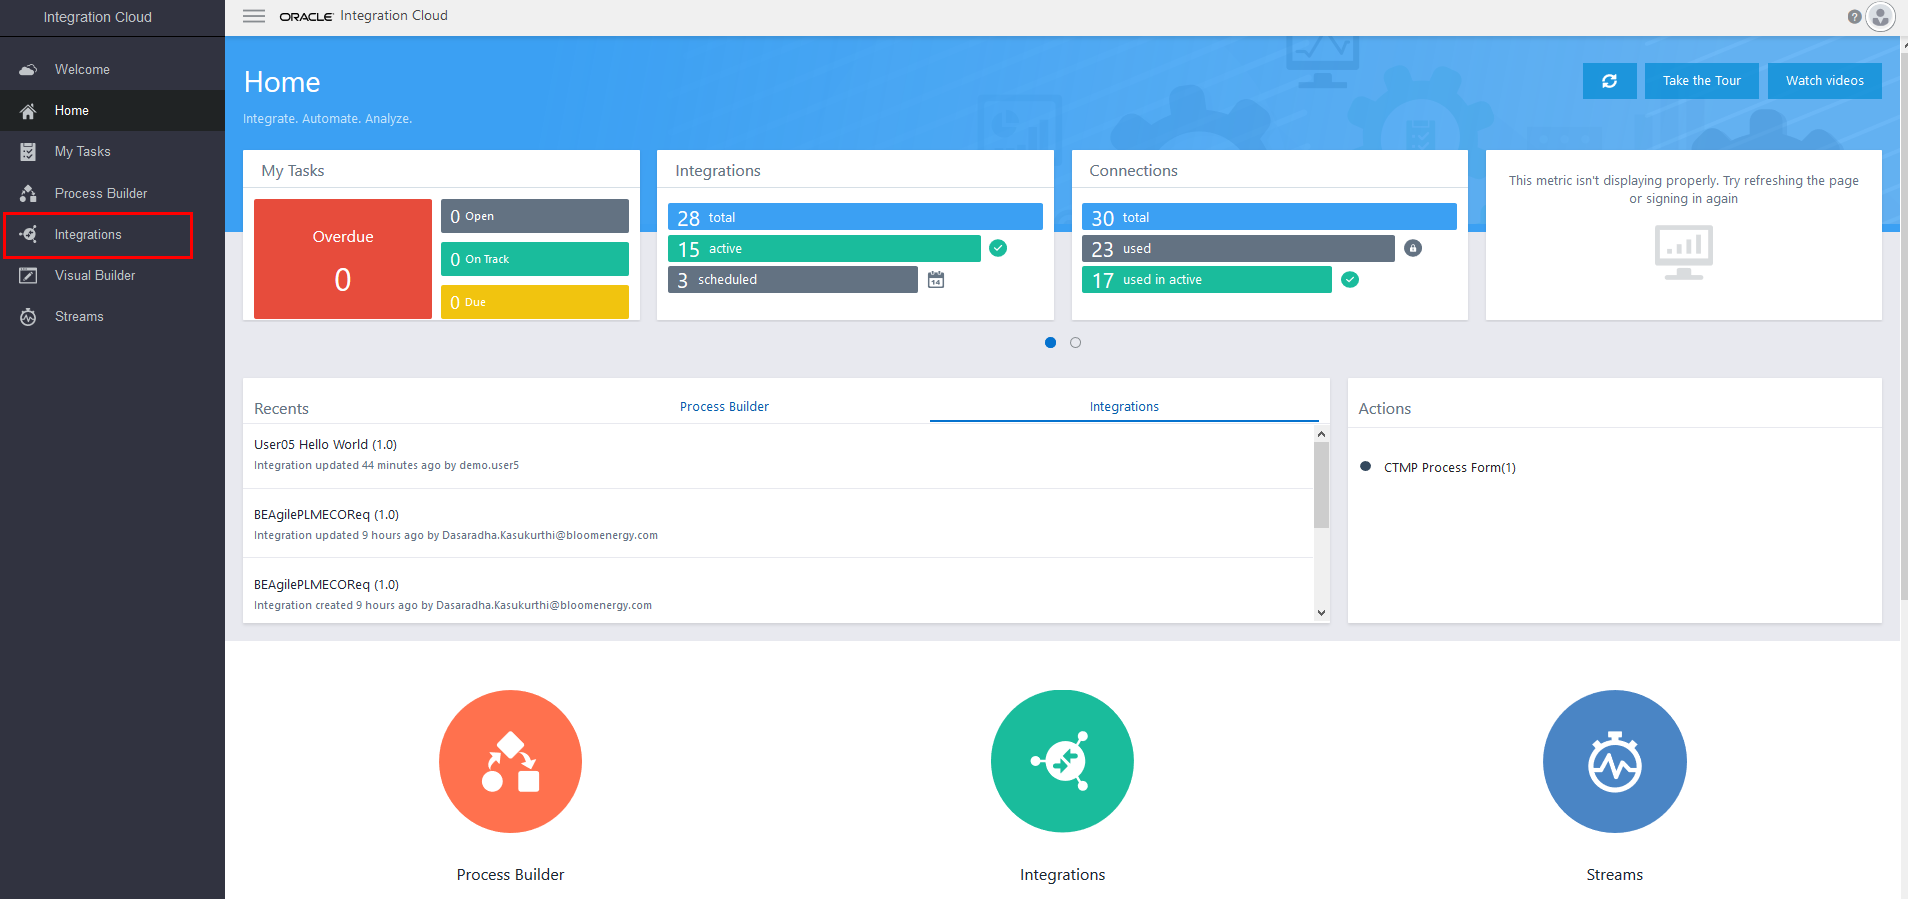 Integration Cloud
Welcome
Home
My Tasks
Process Builder
Integrations
Visual Builder
Streams
ORACLE Integration Cloud
?
Home
Integrate. Automate. Analyze.
Take the Tour
Watch videos
My Tasks
Overdue
0
0 Open
0 On Track
0 Due
Integrations
28 total
15 active
3 scheduled
14
Connections
30 total
23 used
17 used in active
This metric isn't displaying properly. Try refreshing the page
or signing in again
Recents
Process Builder
Integrations
User05 Hello World (1.0)
Integration updated 44 minutes ago by demo.user5
BEAgilePLMECOReq (1.0)
Integration updated 9 hours ago by Dasaradha.Kasukurthi@bloomenergy.com
BEAgilePLMECOReq (1.0)
Integration created 9 hours ago by Dasaradha.Kasukurthi@bloomenergy.com
Actions
CTMP Process Form(1)
Process Builder
Integrations
Streams